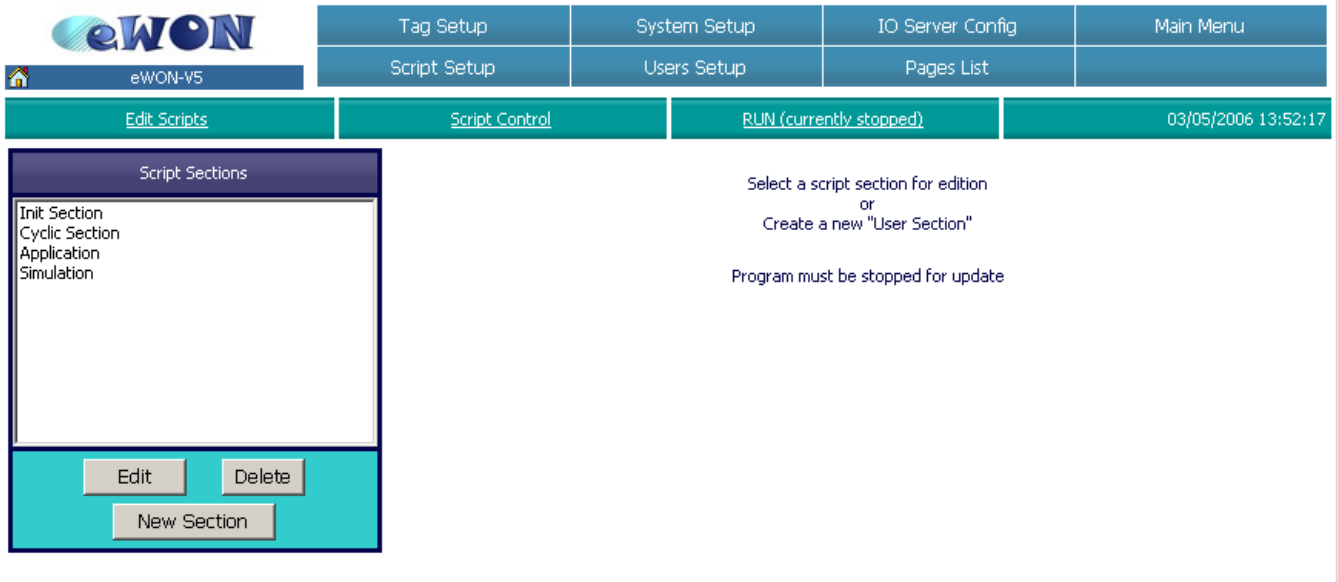 eWON
Tag Setup
System Setup
IO Server Config
Main Menu
eWON-V5
Script Setup
Users Setup
Pages List
Edit Scripts
Script Control
RUN (currently stopped)
03/05/2006 13:52:17
Script Sections
Init Section
Cyclic Section
Application
Simulation
Edit
Delete
New Section
Select a script section for edition
or
Create a new "User Section"
Program must be stopped for update